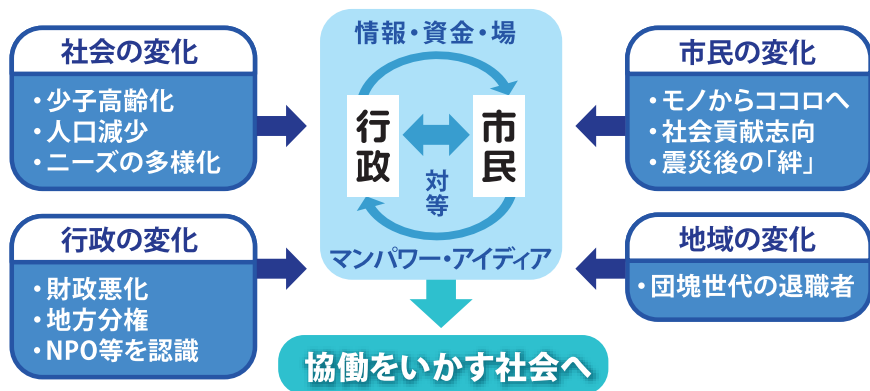 社会の変化
・少子高齢化
・人口減少
・ニーズの多様化
行政の変化
・財政悪化
・地方分権
・NPO等を認識
情報・資金・場
行政
市民
対等
マンパワー・アイディア
市民の変化
・モノからココロへ
・社会貢献志向
・震災後の「絆」
地域の変化
・団塊世代の退職者
協働をいかす社会へ